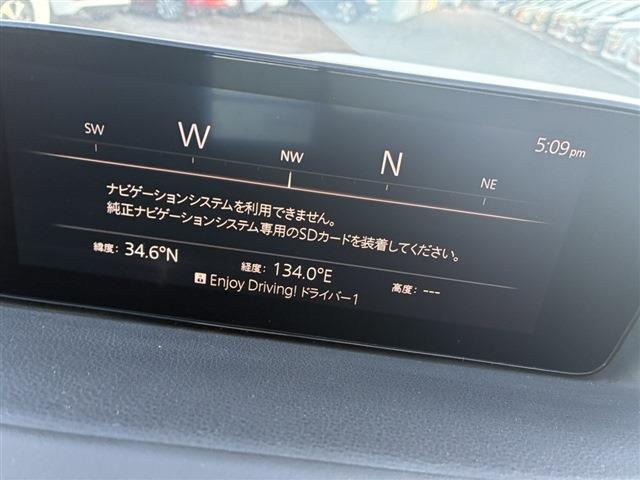 5:09pm
SW W NW N NE
ナビゲーションシステムを利用できません。
純正ナビゲーションシステム専用のSDカードを装着してください。
緯度: 34.6°N 経度: 134.0°E 高度: ---
Enjoy Driving! ドライバー1